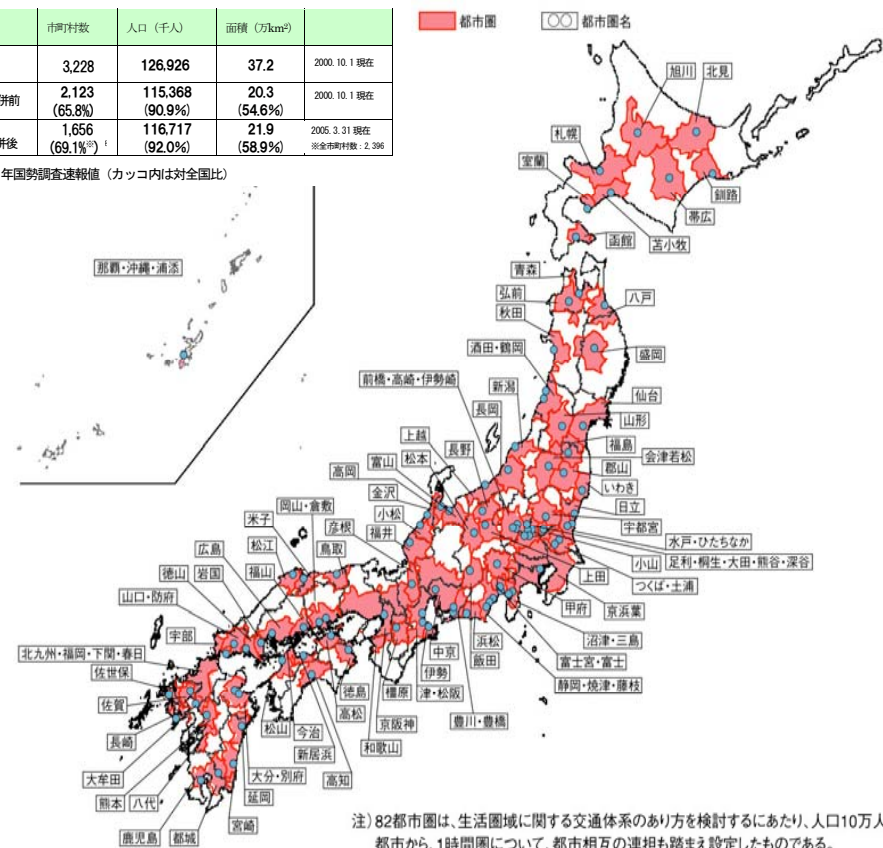 市町村数 人口（千人） 面積（万km²）
3,228 126,926 37.2 2000.10.1現在
併前 2,123 115,368 20.3 2000.10.1現在
(65.8%) (90.9%) (54.6%)
併後 1,656 116,717 21.9 2005.3.31現在
(69.1%※) (92.0%) (58.9%) ※全市町村数：2,396
年国勢調査速報値（カッコ内は対全国比）
都市圏 ○○ 都市圏名
旭川 北見
札幌
室蘭
釧路
帯広
苫小牧
函館
那覇・沖縄・浦添
青森
弘前
八戸
秋田
酒田・鶴岡
盛岡
前橋・高崎・伊勢崎
新潟
仙台
長岡
山形
上越
長野
福島
会津若松
松本
富山
郡山
高岡
いわき
金沢
日立
岡山・倉敷
小松
宇都宮
米子
彦根
福井
水戸・ひたちなか
広島
松江
鳥取
小山
足利・桐生・大田・熊谷・深谷
徳山
岩国
福山
上田
つくば・土浦
山口・防府
甲府
京浜葉
宇部
沼津・三島
北九州・福岡・下関・春日
中京
浜松
富士宮・富士
佐世保
伊勢
飯田
静岡・焼津・藤枝
佐賀
徳島
橿原
津・松阪
長崎
松山
今治
高松
京阪神
豊川・豊橋
新居浜
和歌山
大牟田
大分・別府
高知
熊本
八代
延岡
鹿児島
都城
宮崎
注）82都市圏は、生活圏域に関する交通体系のあり方を検討するにあたり、人口10万人
都市から、1時間圏について、都市相互の連担も踏まえ設定したものである。